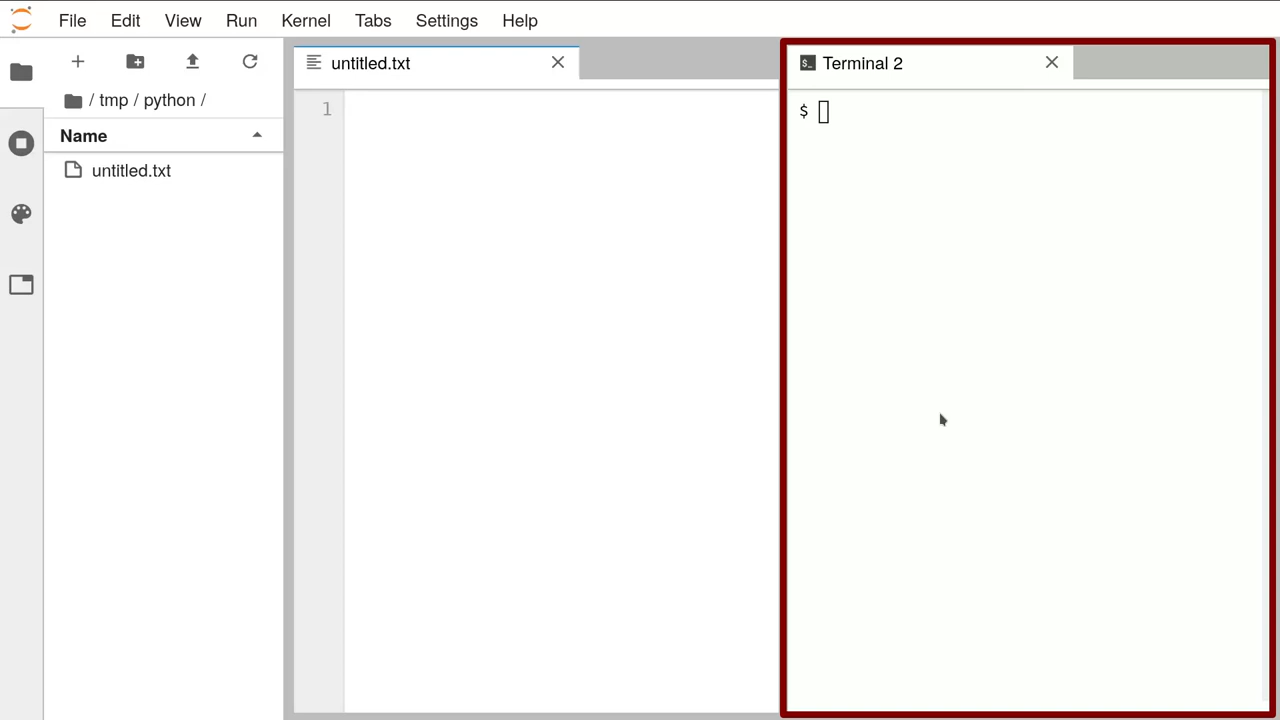 File Edit View Run Kernel Tabs Settings Help
/ tmp / python /
Name
untitled.txt
untitled.txt
1
Terminal 2
$